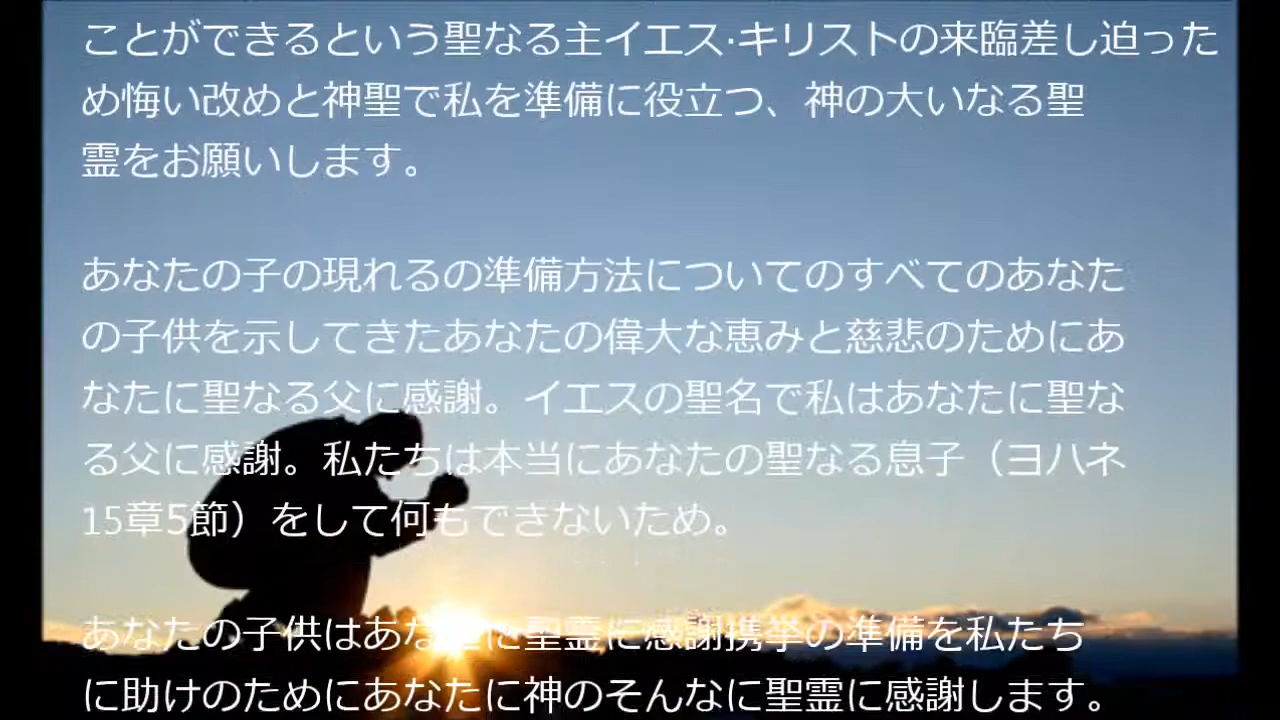 ことができるという聖なる主イエス·キリストの来臨差し迫った
め悔い改めと神聖で私を準備に役立つ、神の大いなる聖
霊をお願いします。
あなたの子の現れるの準備方法についてのすべてのあなた
の子供を示してきたあなたの偉大な恵みと慈悲のためにあ
なたに聖なる父に感謝。イエスの聖名で私はあなたに聖な
る父に感謝。私たちは本当にあなたの聖なる息子（ヨハネ
15章5節）をして何もできないため。
あなたの子供はあなたに聖霊に感謝携挙の準備を私たち
に助けのためにあなたに神のそんなに聖霊に感謝します。